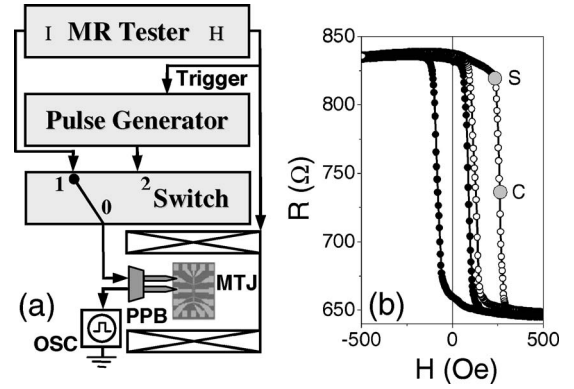 I MR Tester H
Trigger
Pulse Generator
1 2
0 Switch
MTJ
PPB
(a)
OSC
850
800
750
700
650
R (Ω)
S
C
(b)
-500 0 500
H (Oe)